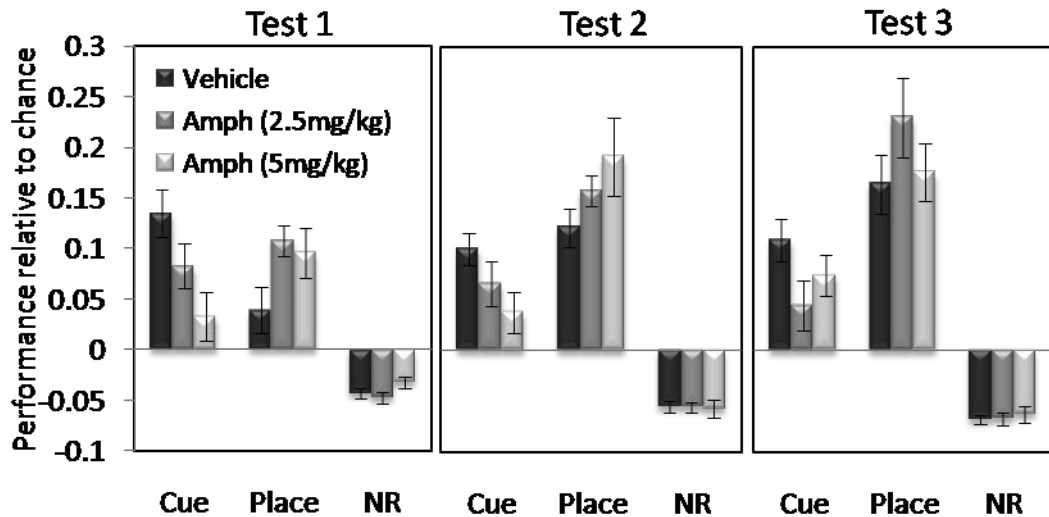 Test 1
Test 2
Test 3
Performance relative to chance
0.3
0.25
0.2
0.15
0.1
0.05
0
-0.05
-0.1
Vehicle
Amph (2.5mg/kg)
Amph (5mg/kg)
Cue Place NR
Cue Place NR
Cue Place NR